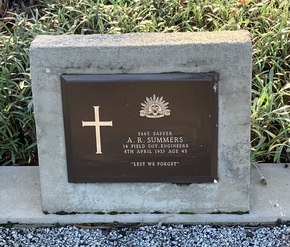 5665 SAPPER
A. R. SUMMERS
14 FIELD COY. ENGINEERS
8TH APRIL 1937 AGE 45
"LEST WE FORGET"